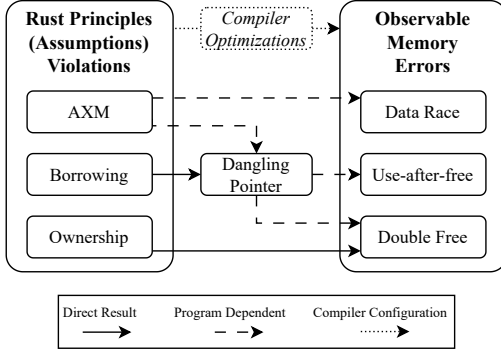 Rust Principles
(Assumptions)
Violations
Compiler
Optimizations
Observable
Memory
Errors
AXM
Data Race
Borrowing
Dangling
Pointer
Use-after-free
Ownership
Double Free
Direct Result
Program Dependent
Compiler Configuration